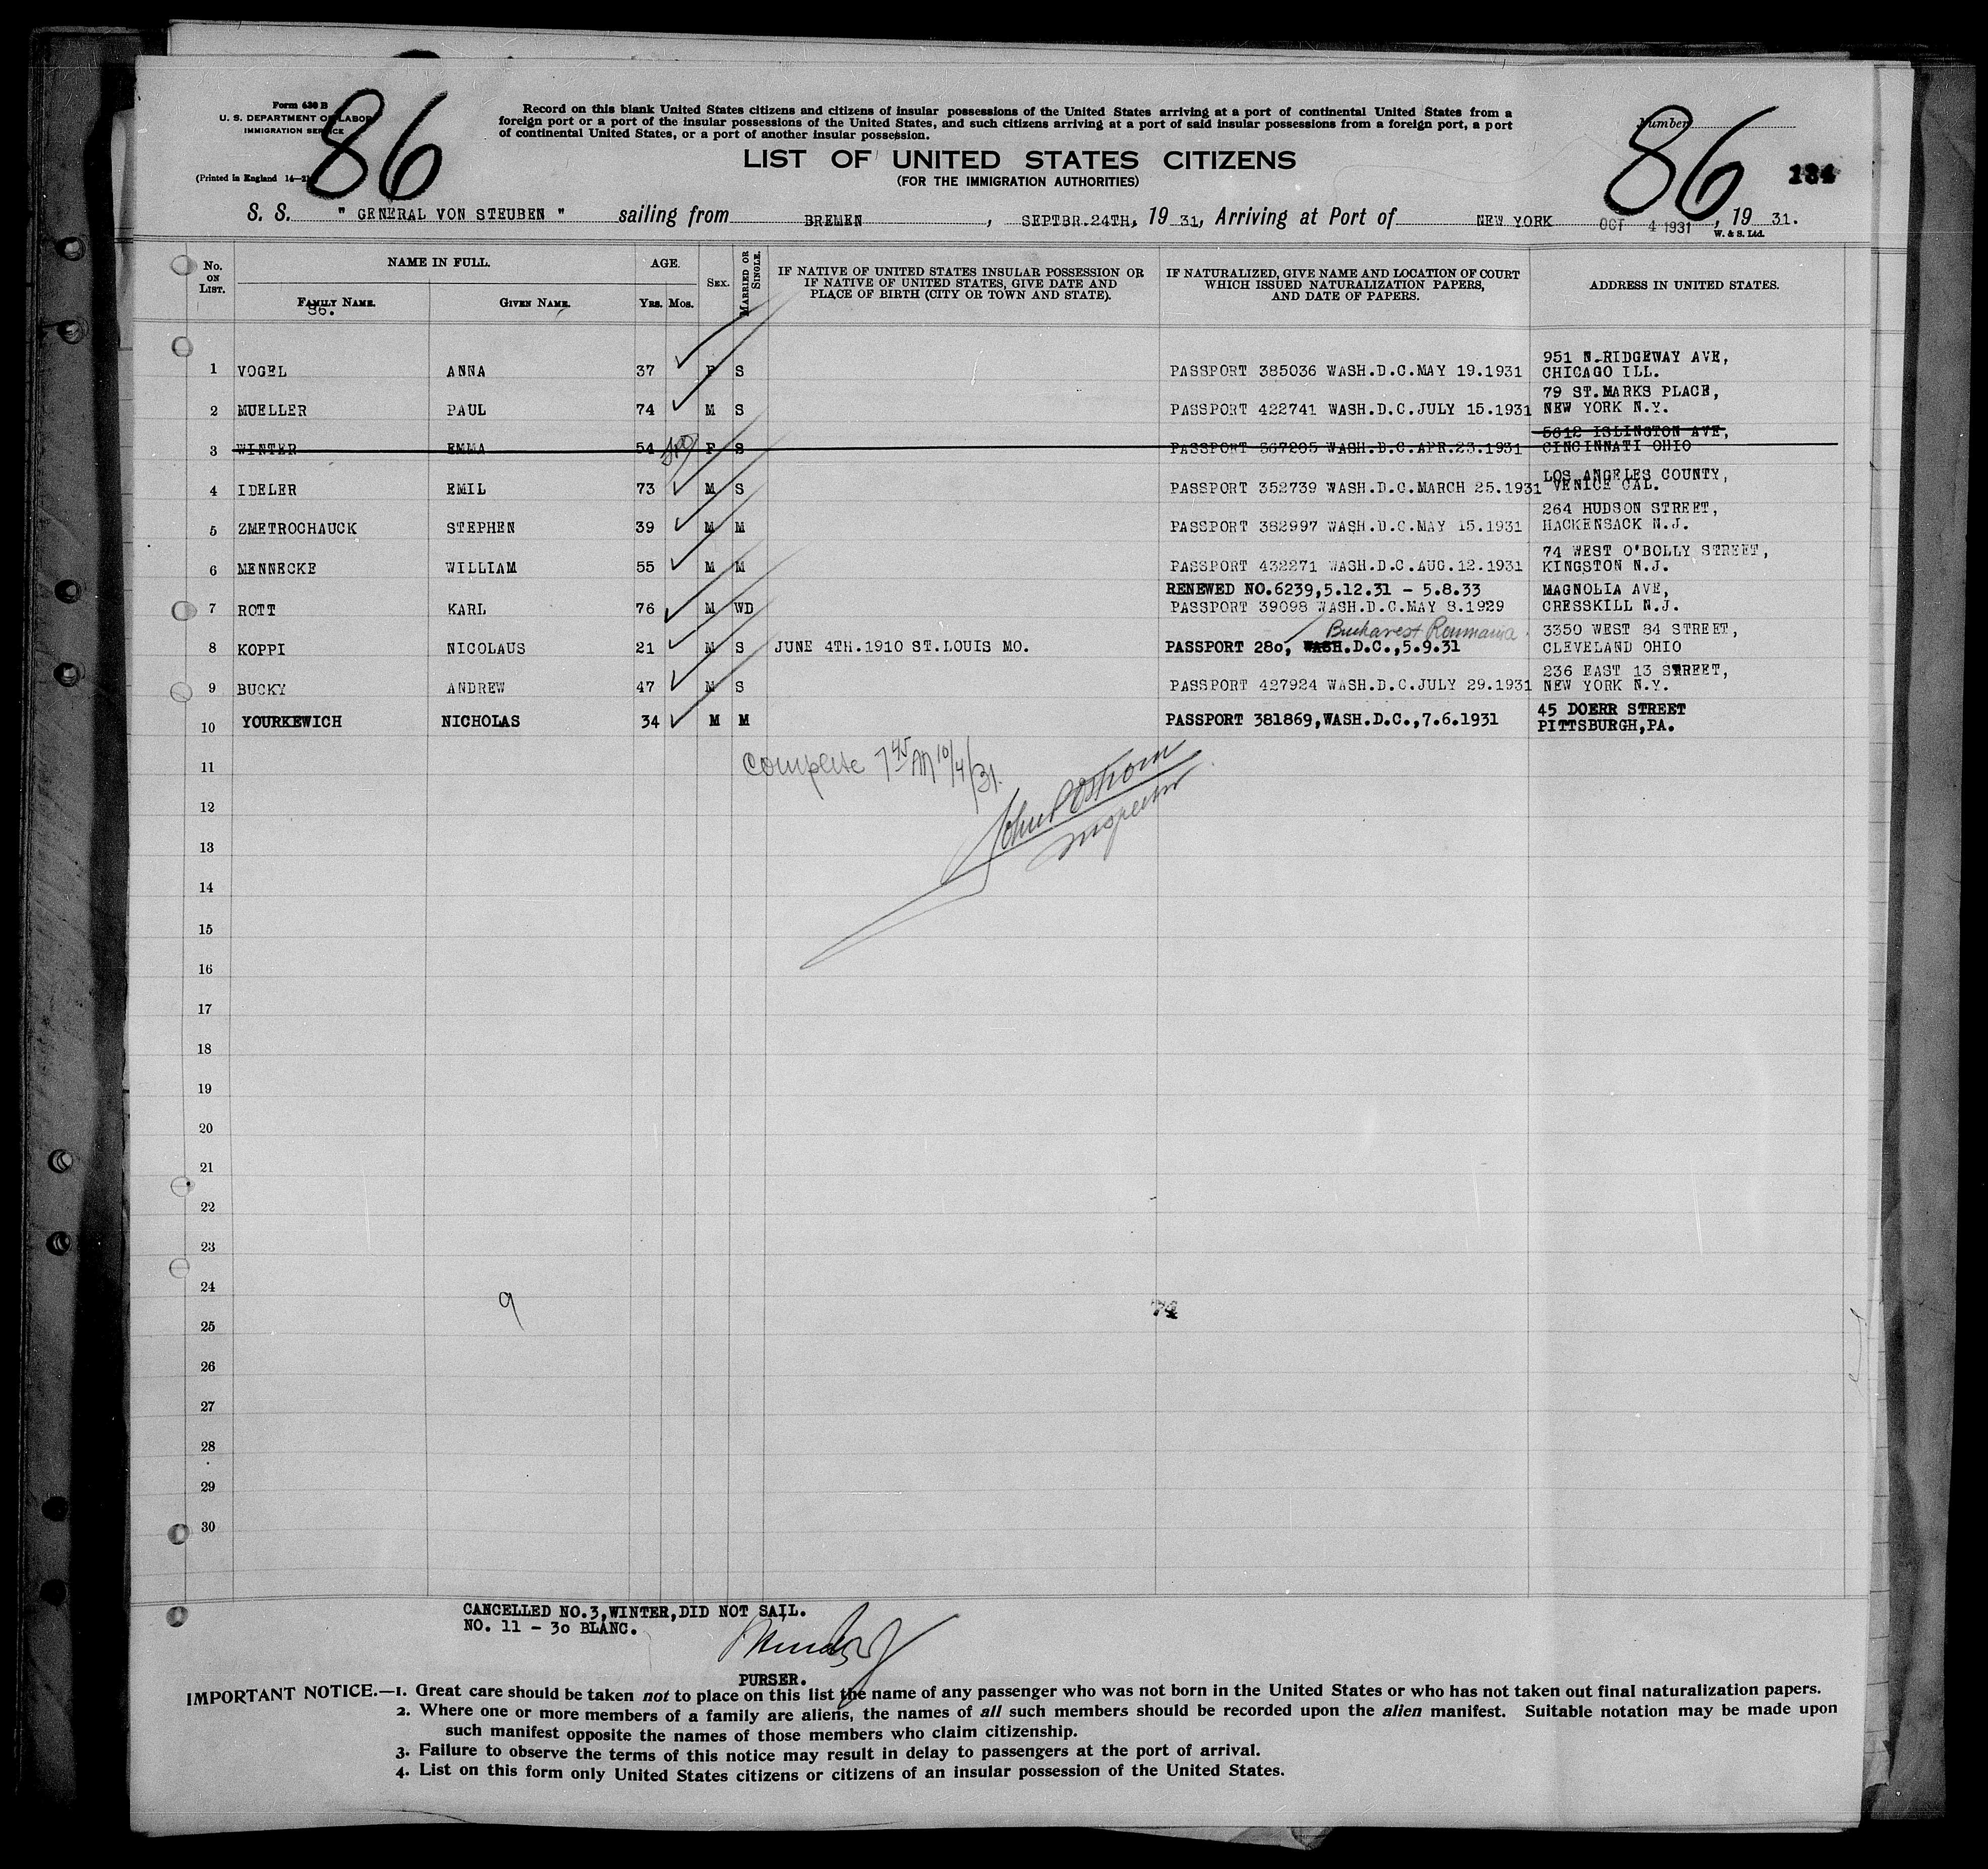 Form 630 B
U. S. DEPARTMENT OF LABOR
IMMIGRATION SERVICE
(Printed in England 14—2
86
Record on this blank United States citizens and citizens of insular possessions of the United States arriving at a port of continental United States from a
foreign port or a port of the insular possessions of the United States, and such citizens arriving at a port of said insular possessions from a foreign port, a port
of continental United States, or a port of another insular possession.
Number
86
184
LIST OF UNITED STATES CITIZENS
(FOR THE IMMIGRATION AUTHORITIES)
S. S. " GENERAL VON STEUBEN " sailing from BREMEN, SEPTBR.24TH, 19 31, Arriving at Port of NEW YORK OCT 4 1931, 19 31.
W. & S. Ltd.
No. ON LIST. NAME IN FULL. AGE. SEX. MARRIED OR SINGLE. IF NATIVE OF UNITED STATES INSULAR POSSESSION OR IF NATIVE OF UNITED STATES, GIVE DATE AND PLACE OF BIRTH (CITY OR TOWN AND STATE). IF NATURALIZED, GIVE NAME AND LOCATION OF COURT WHICH ISSUED NATURALIZATION PAPERS, AND DATE OF PAPERS. ADDRESS IN UNITED STATES.
FAMILY NAME. GIVEN NAME. YRS. MOS.
86.
951 N.RIDGEWAY AVE,
1 VOGEL ANNA 37 F S PASSPORT 385036 WASH.D.C.MAY 19.1931 CHICAGO ILL.
79 ST.MARKS PLACE,
2 MUELLER PAUL 74 M S PASSPORT 422741 WASH.D.C.JULY 15.1931 NEW YORK N.Y.
5612 ISLINGTON AVE,
3 WINTER EMMA 54 F S PASSPORT 367205 WASH.D.C.APR.23.1931 CINCINNATI OHIO
LOS ANGELES COUNTY,
4 IDELER EMIL 73 M S PASSPORT 352739 WASH.D.C.MARCH 25.1931 VENICE CAL.
264 HUDSON STREET,
5 ZMETROCHAUCK STEPHEN 39 M M PASSPORT 382997 WASH.D.C.MAY 15.1931 HACKENSACK N.J.
74 WEST O'BOLLY STREET,
6 MENNECKE WILLIAM 55 M M PASSPORT 432271 WASH.D.C.AUG.12.1931 KINGSTON N.J.
RENEWED NO.6239,5.12.31 - 5.8.33 MAGNOLIA AVE,
7 ROTT KARL 76 M WD PASSPORT 39098 WASH.D.C.MAY 8.1929 CRESSKILL N.J.
Bucharest Roumania. 3350 WEST 84 STREET,
8 KOPPI NICOLAUS 21 M S JUNE 4TH.1910 ST.LOUIS MO. PASSPORT 280, WASH.D.C.,5.9.31 CLEVELAND OHIO
236 EAST 13 STREET,
9 BUCKY ANDREW 47 M S PASSPORT 427924 WASH.D.C.JULY 29.1931 NEW YORK N.Y.
45 DOERR STREET
10 YOURKEWICH NICHOLAS 34 M M PASSPORT 381869,WASH.D.C.,7.6.1931 PITTSBURGH,PA.
11 Complete 7 45 AM 10/4/31.
12 John P Ostrom
13 Inspector
14
15
16
17
18
19
20
21
22
23
24
9 74
25
26
27
28
29
30
CANCELLED NO.3,WINTER,DID NOT SAIL.
NO. 11 - 30 BLANC.
PURSER.
IMPORTANT NOTICE.—1. Great care should be taken not to place on this list the name of any passenger who was not born in the United States or who has not taken out final naturalization papers.
2. Where one or more members of a family are aliens, the names of all such members should be recorded upon the alien manifest. Suitable notation may be made upon
such manifest opposite the names of those members who claim citizenship.
3. Failure to observe the terms of this notice may result in delay to passengers at the port of arrival.
4. List on this form only United States citizens or citizens of an insular possession of the United States.